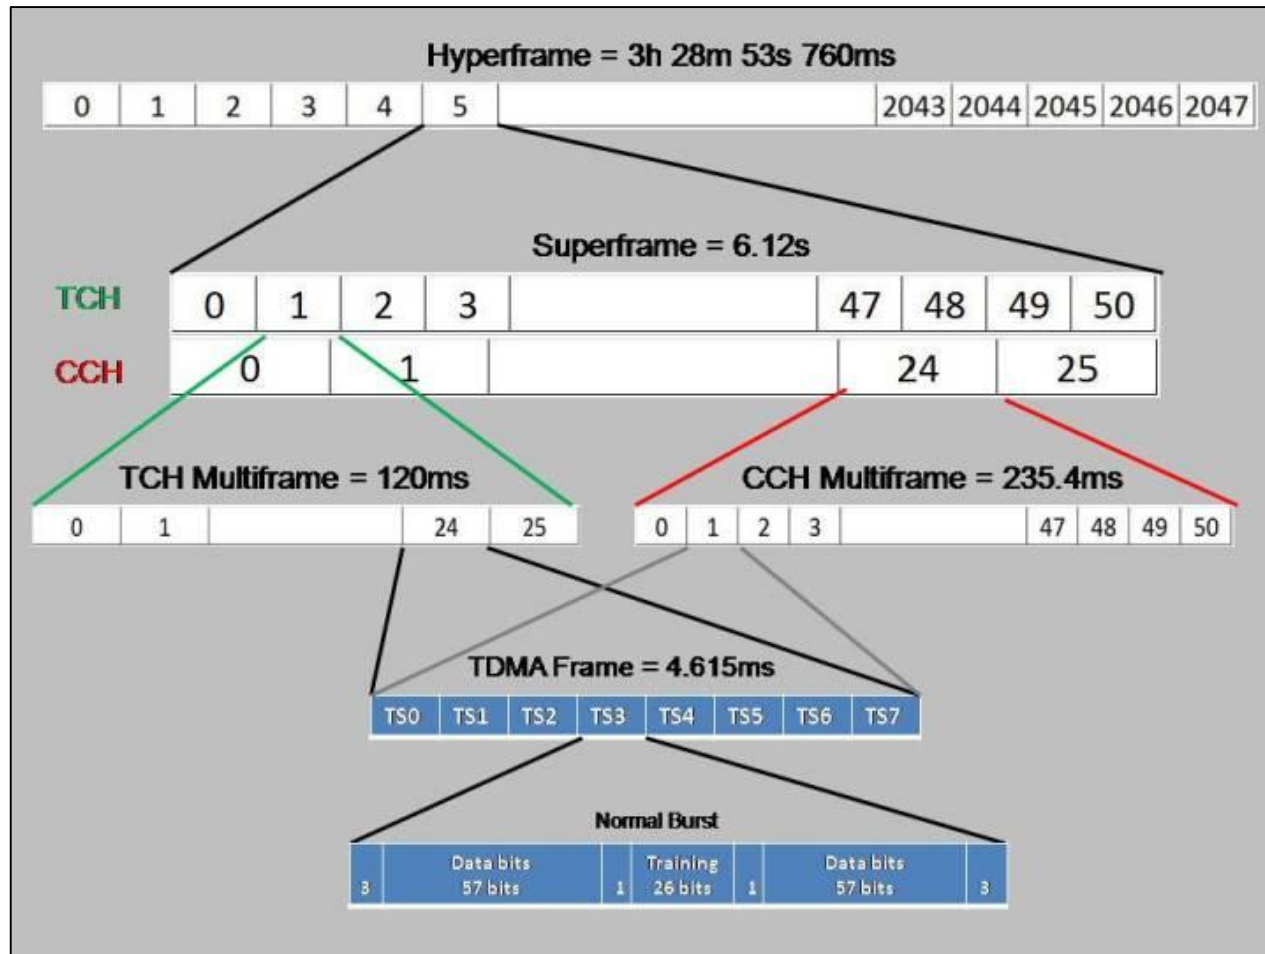 Hyperframe = 3h 28m 53s 760ms
0 1 2 3 4 5 2043 2044 2045 2046 2047
Superframe = 6.12s
TCH 0 1 2 3 47 48 49 50
CCH 0 1 24 25
TCH Multiframe = 120ms CCH Multiframe = 235.4ms
0 1 24 25 0 1 2 3 47 48 49 50
TDMA Frame = 4.615ms
TS0 TS1 TS2 TS3 TS4 TS5 TS6 TS7
Normal Burst
Data bits Training Data bits
3 57 bits 1 26 bits 1 57 bits 3